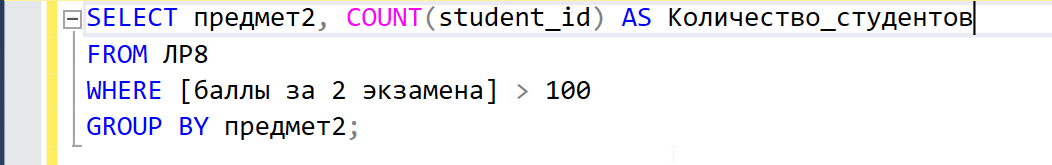 SELECT предмет2, COUNT(student_id) AS Количество_студентов
FROM ЛР8
WHERE [баллы за 2 экзамена] > 100
GROUP BY предмет2;